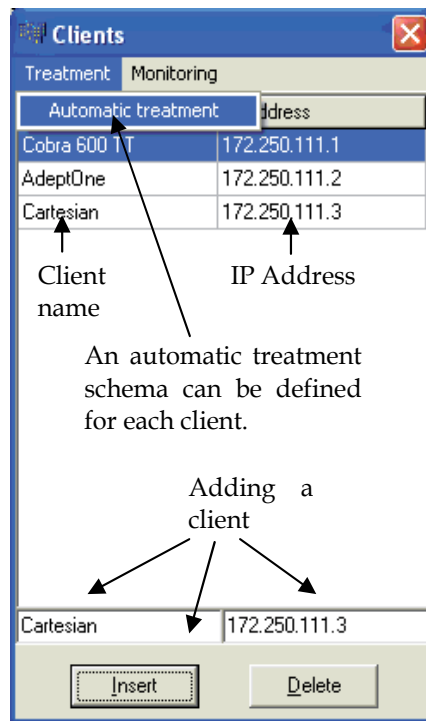 Clients
Treatment Monitoring
Automatic treatment ddress
Cobra 600 TT 172.250.111.1
AdeptOne 172.250.111.2
Cartesian 172.250.111.3
Client name
IP Address
An automatic treatment
schema can be defined
for each client.
Adding a
client
Cartesian 172.250.111.3
Insert Delete